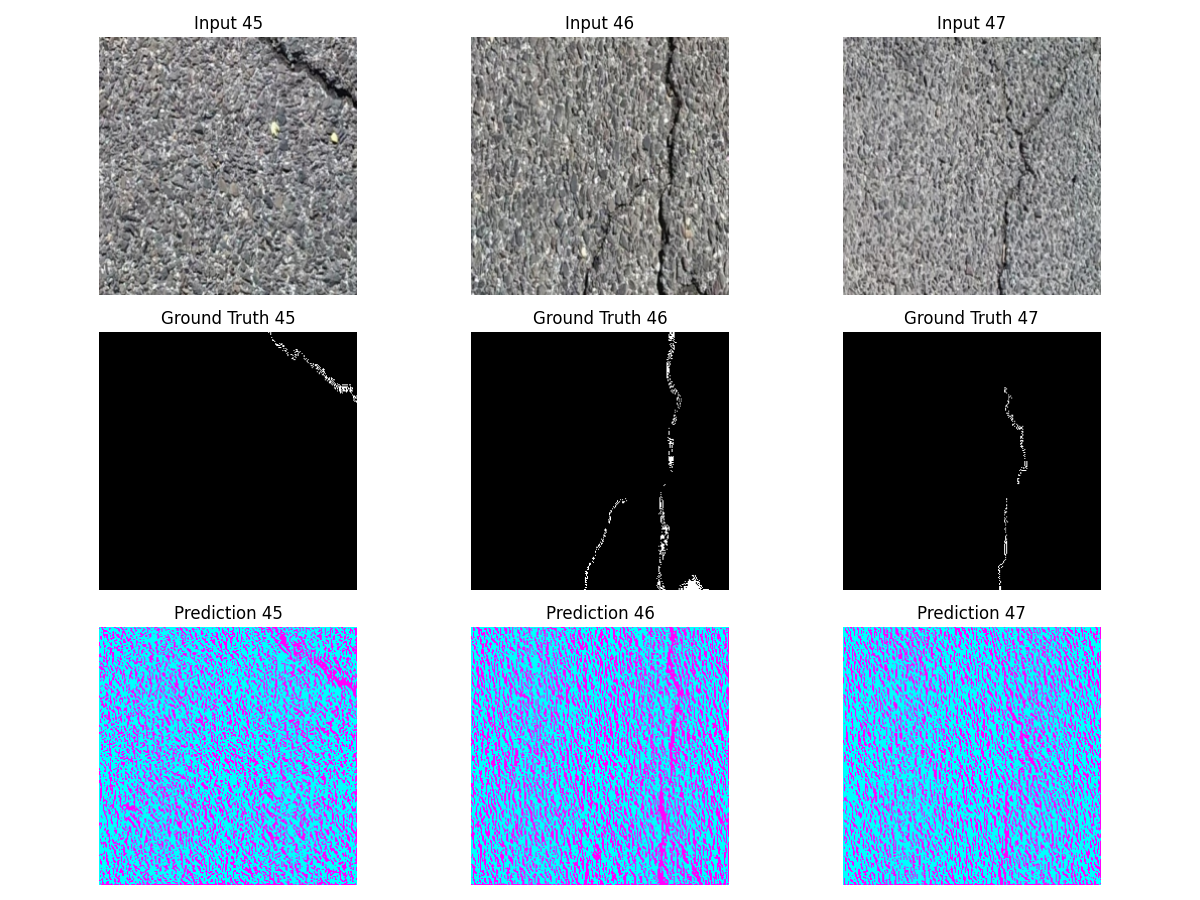 Input 45
Input 46
Input 47
Ground Truth 45
Ground Truth 46
Ground Truth 47
Prediction 45
Prediction 46
Prediction 47